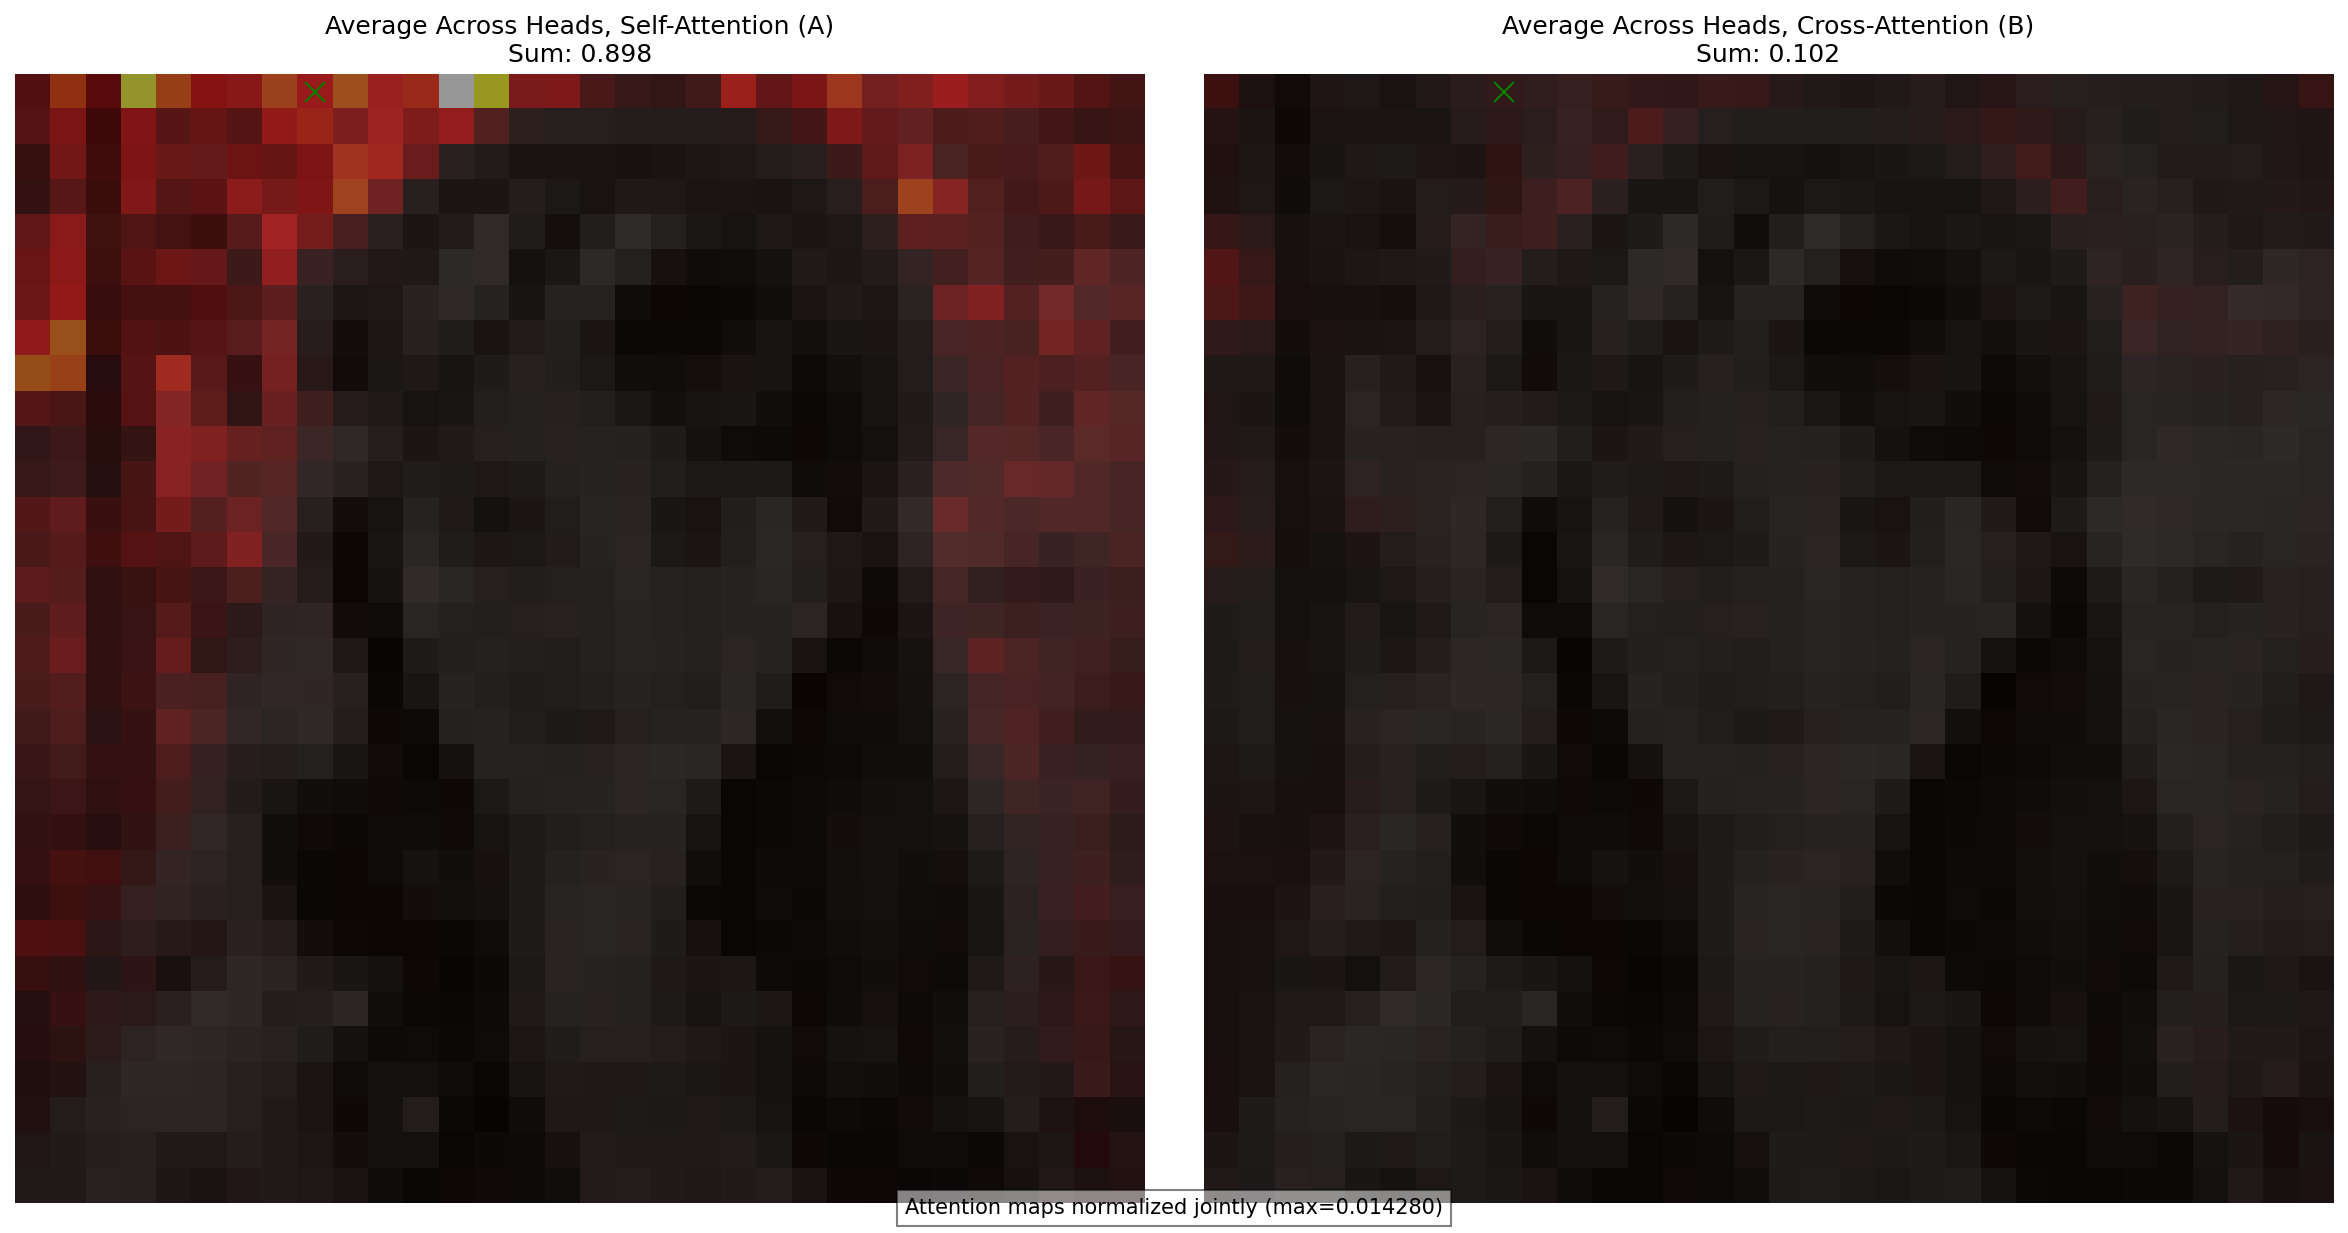 Average Across Heads, Self-Attention (A)
Sum: 0.898
Average Across Heads, Cross-Attention (B)
Sum: 0.102
Attention maps normalized jointly (max=0.014280)